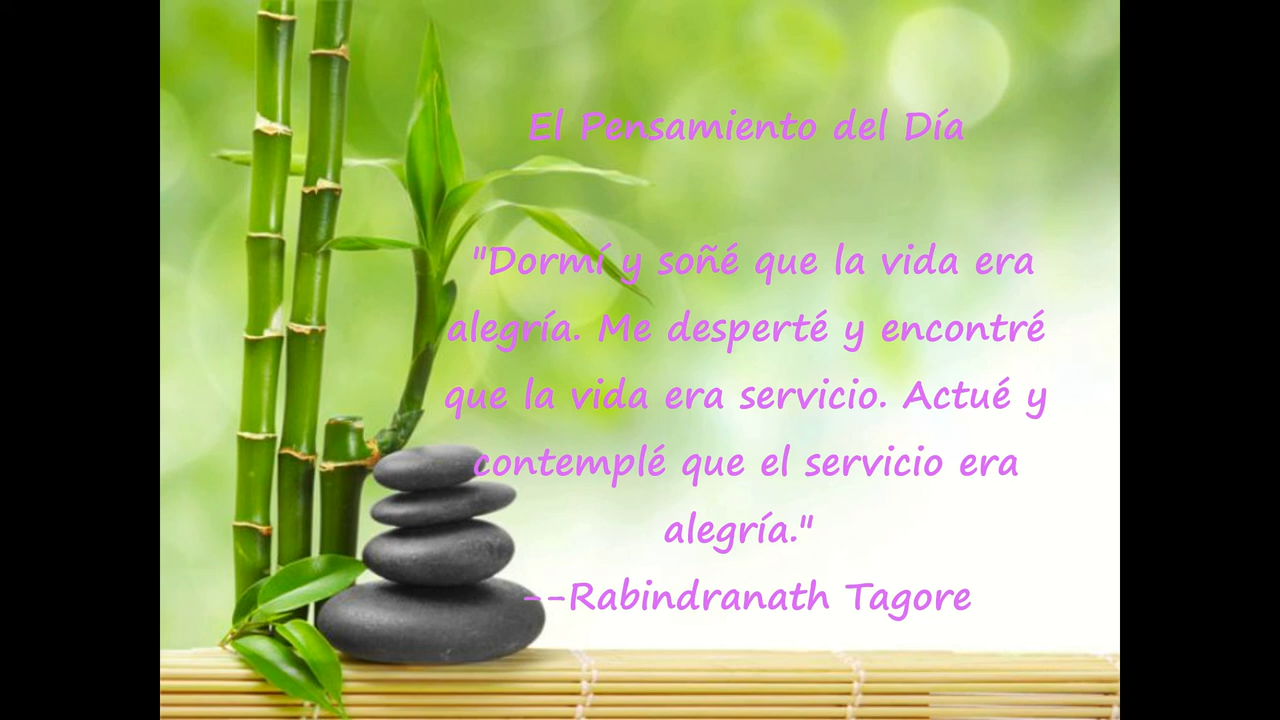 El Pensamiento del Día
"Dormí y soñé que la vida era
alegría. Me desperté y encontré
que la vida era servicio. Actué y
contemplé que el servicio era
alegría."
--Rabindranath Tagore